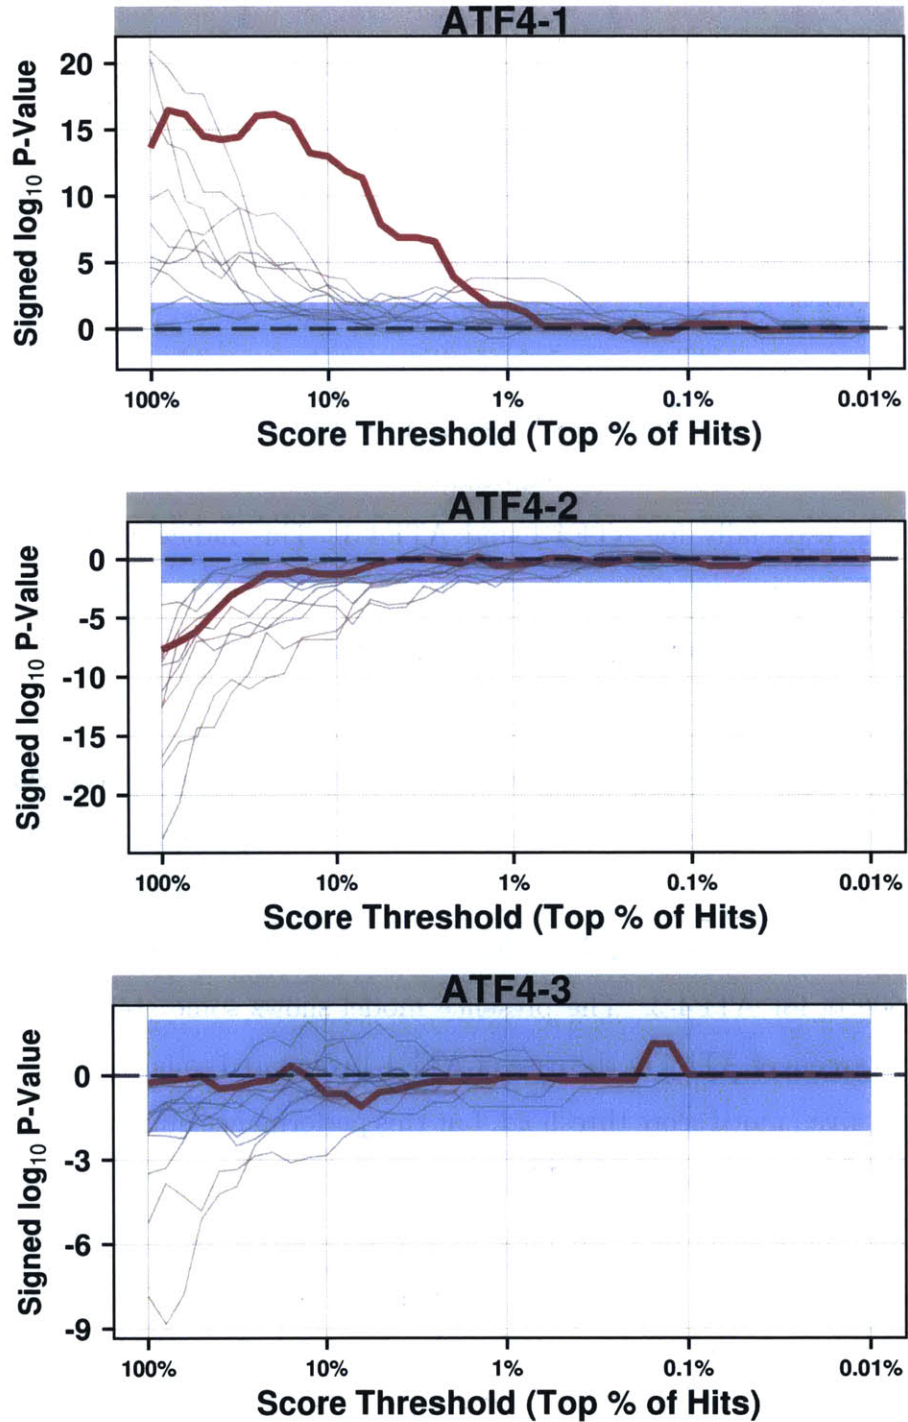 ATF4-1
Signed log₁₀ P-Value
20
15
10
5
0
100% 10% 1% 0.1% 0.01%
Score Threshold (Top % of Hits)
ATF4-2
Signed log₁₀ P-Value
0
-5
-10
-15
-20
100% 10% 1% 0.1% 0.01%
Score Threshold (Top % of Hits)
ATF4-3
Signed log₁₀ P-Value
0
-3
-6
-9
100% 10% 1% 0.1% 0.01%
Score Threshold (Top % of Hits)